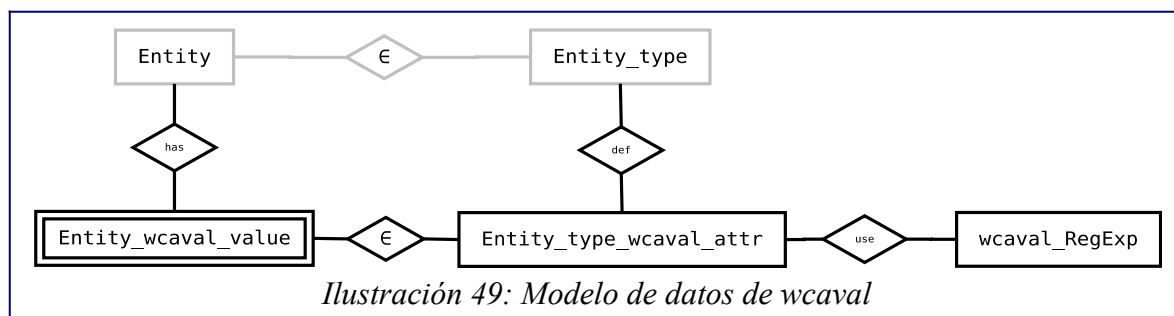 Entity ∈ Entity_type
has def
Entity_wcaval_value ∈ Entity_type_wcaval_attr use wcaval_RegExp
Ilustración 49: Modelo de datos de wcaval